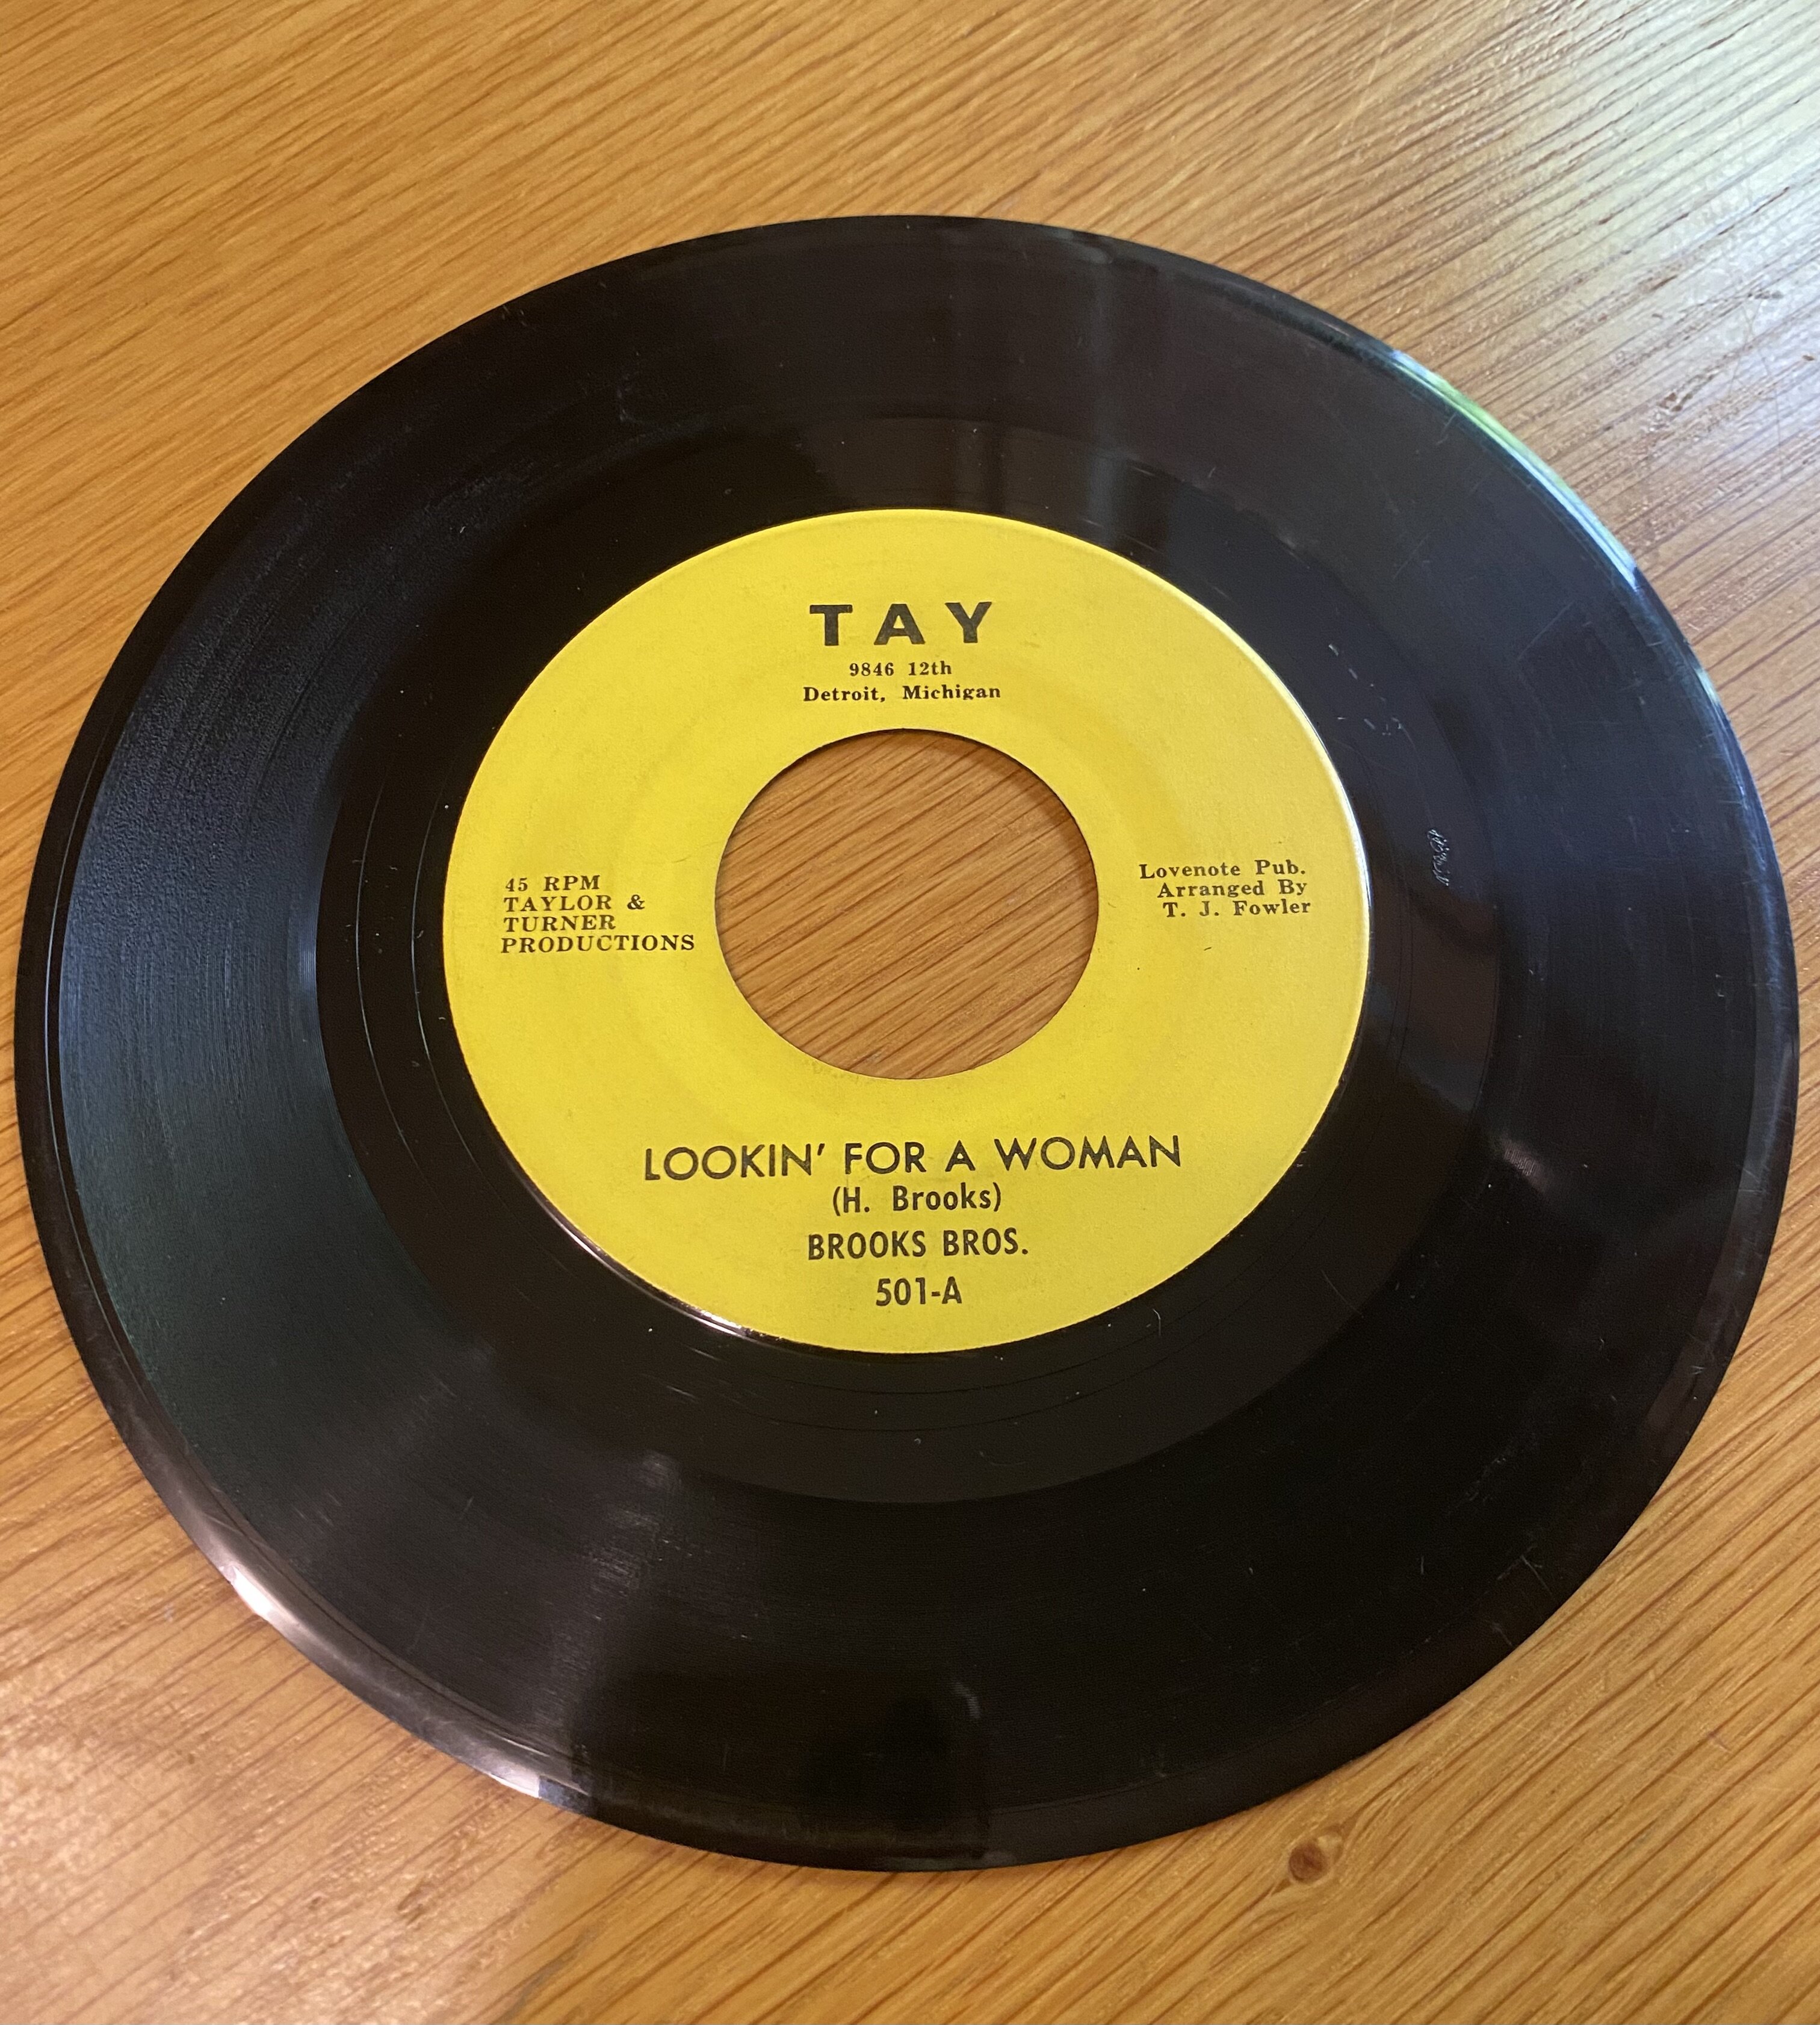 TAY
9846 12th
Detroit, Michigan
45 RPM
TAYLOR &
TURNER
PRODUCTIONS
Lovenote Pub.
Arranged By
T. J. Fowler
LOOKIN' FOR A WOMAN
(H. Brooks)
BROOKS BROS.
501-A